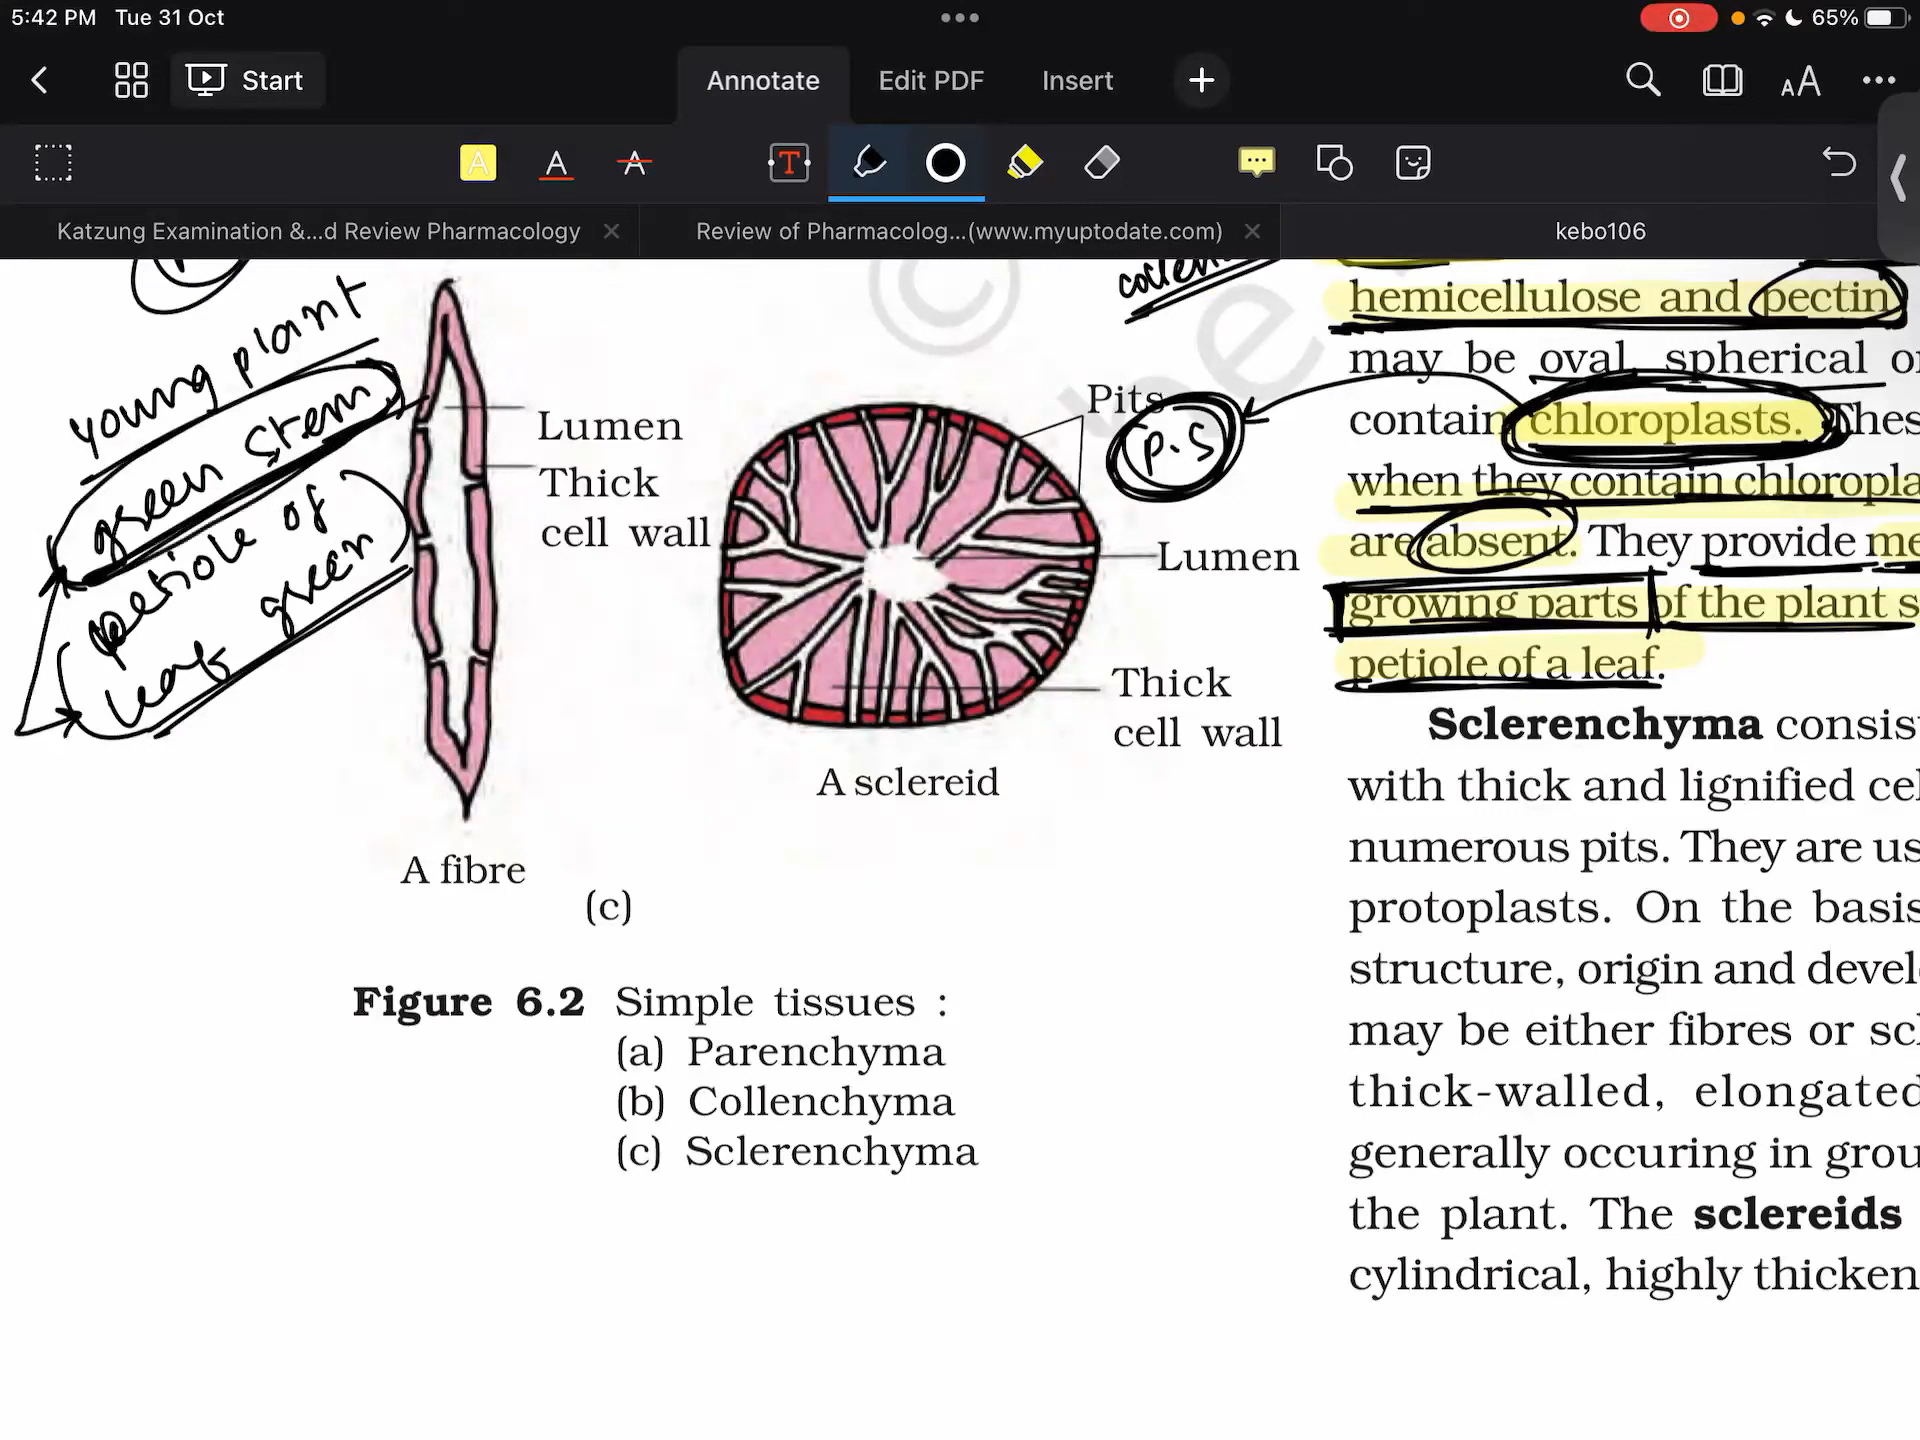 5:42 PM Tue 31 Oct
65%
Start
Annotate
Edit PDF
Insert
AA
A A A T
Katzung Examination &...d Review Pharmacology
Review of Pharmacolog...(www.myuptodate.com)
kebo106
young plant
green stem
petiole of
leaf green
Lumen
Thick
cell wall
A fibre
Pits
P.S
Lumen
Thick
cell wall
A sclereid
(c)
Figure 6.2 Simple tissues :
(a) Parenchyma
(b) Collenchyma
(c) Sclerenchyma
©
hemicellulose and pectin
may be oval, spherical o
contain chloroplasts. Thes
when they contain chloropla
are absent. They provide me
growing parts of the plant s
petiole of a leaf.
Sclerenchyma consis
with thick and lignified cel
numerous pits. They are us
protoplasts. On the basis
structure, origin and devel
may be either fibres or scl
thick-walled, elongated
generally occuring in grou
the plant. The sclereids
cylindrical, highly thicken